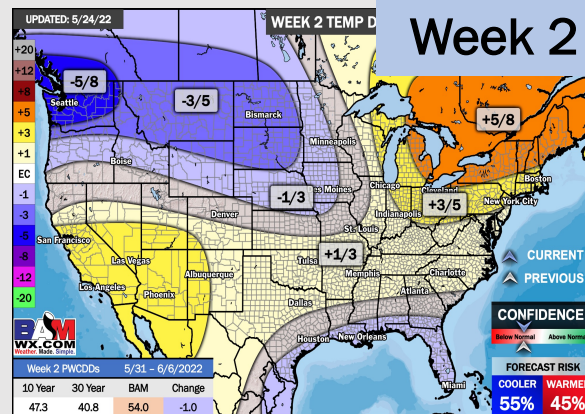 UPDATED: 5/24/22
WEEK 2 TEMP D
Week 2
+20
+12
+8
+5
+3
+1
EC
-1
-3
-5
-8
-12
-20
-5/8
Seattle
-3/5
Bismarck
+5/8
Minneapolis
Boise
-1/3
es Moines
Chicago
Cleveland
Boston
New York City
+3/5
Indianapolis
Denver
St. Louis
San Francisco
Las Vegas
Tulsa
+1/3
Albuquerque
Memphis
Charlotte
Los Angeles
Phoenix
Atlanta
Dallas
Houston
New Orleans
Miami
CURRENT
PREVIOUS
CONFIDENCE
Below Normal
Above Norma
BAM
WX.COM
Weather. Made. Simple.
FORECAST RISK
COOLER
WARME
55%
45%
Week 2 PWCDDs 5/31 – 6/6/2022
10 Year 30 Year BAM Change
47.3 40.8 54.0 -1.0